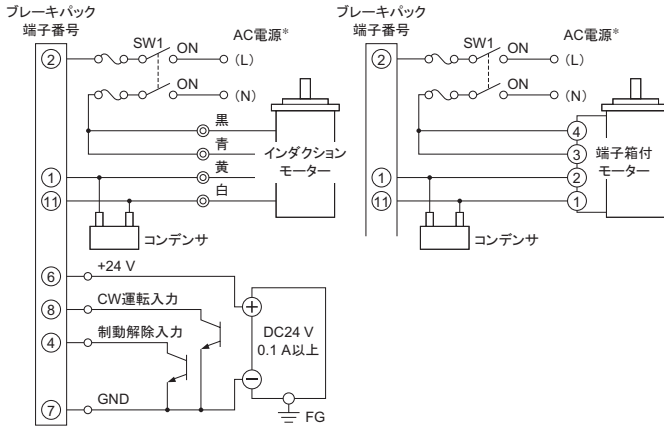 ブレーキパック
端子番号
② SW1 ON AC電源*
(L)
ON (N)
黒
青
① 黄
⑪ 白
インダクション
モーター
コンデンサ
⑥ +24 V
⑧ CW運転入力
④ 制動解除入力
⑦ GND
+
DC24 V
0.1 A以上
−
FG
ブレーキパック
端子番号
② SW1 ON AC電源*
(L)
ON (N)
④
③
① ②
⑪ ①
端子箱付
モーター
コンデンサ